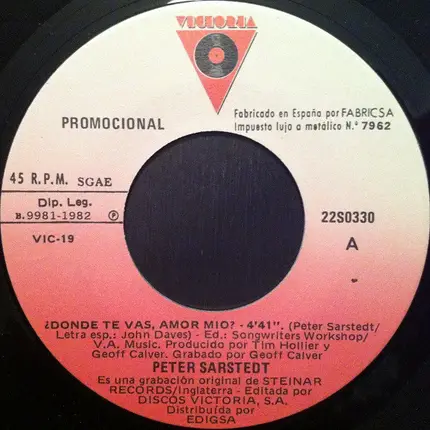 VICTORIA
PROMOCIONAL
Fabricado en España por FABRICSA
Impuesto lujo a metálico N.º 7962
45 R.P.M. SGAE
Dip. Leg.
B.9981-1982 Ⓟ
VIC-19
22S0330
A
¿DONDE TE VAS, AMOR MIO? - 4'41". (Peter Sarstedt/
Letra esp.: John Daves) - Ed.: Songwriters Workshop/
V.A. Music. Producido por Tim Hollier y
Geoff Calver. Grabado por Geoff Calver
PETER SARSTEDT
Es una grabación original de STEINAR
RECORDS/Inglaterra - Editada por
DISCOS VICTORIA, S.A.
Distribuída por
EDIGSA